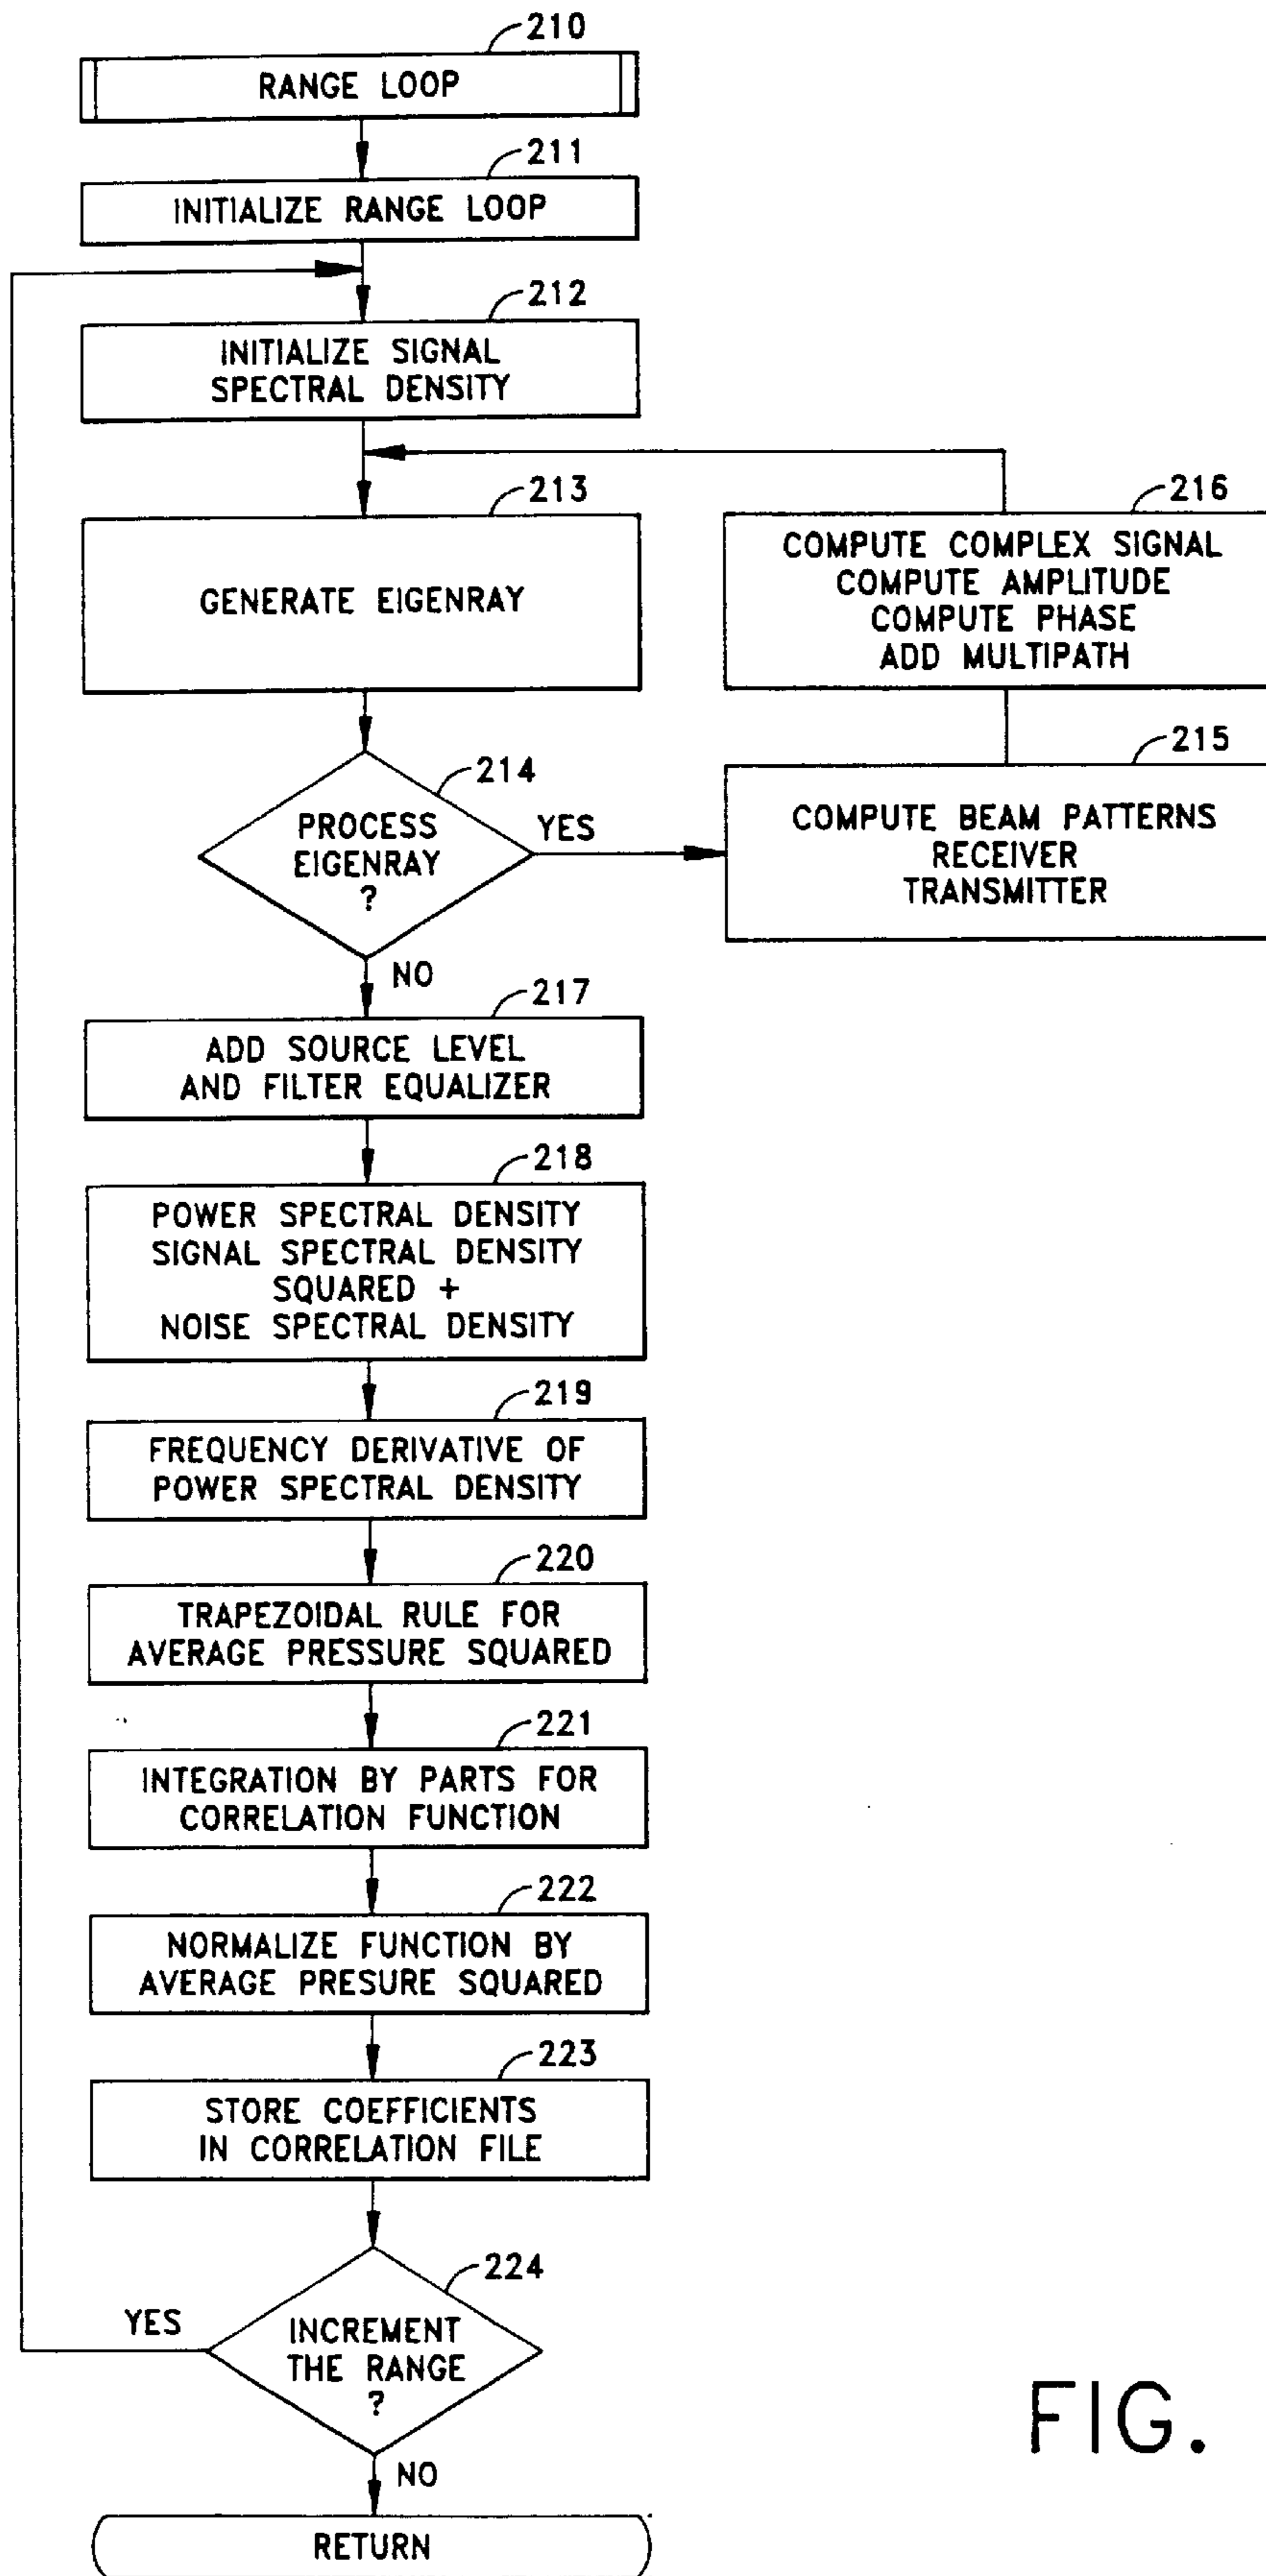 210
RANGE LOOP
211
INITIALIZE RANGE LOOP
212
INITIALIZE SIGNAL
SPECTRAL DENSITY
213
GENERATE EIGENRAY
216
COMPUTE COMPLEX SIGNAL
COMPUTE AMPLITUDE
COMPUTE PHASE
ADD MULTIPATH
214
PROCESS
EIGENRAY
?
YES
215
COMPUTE BEAM PATTERNS
RECEIVER
TRANSMITTER
NO
217
ADD SOURCE LEVEL
AND FILTER EQUALIZER
218
POWER SPECTRAL DENSITY
SIGNAL SPECTRAL DENSITY
SQUARED +
NOISE SPECTRAL DENSITY
219
FREQUENCY DERIVATIVE OF
POWER SPECTRAL DENSITY
220
TRAPEZOIDAL RULE FOR
AVERAGE PRESSURE SQUARED
221
INTEGRATION BY PARTS FOR
CORRELATION FUNCTION
222
NORMALIZE FUNCTION BY
AVERAGE PRESURE SQUARED
223
STORE COEFFICIENTS
IN CORRELATION FILE
224
YES
INCREMENT
THE RANGE
?
NO
RETURN
FIG.